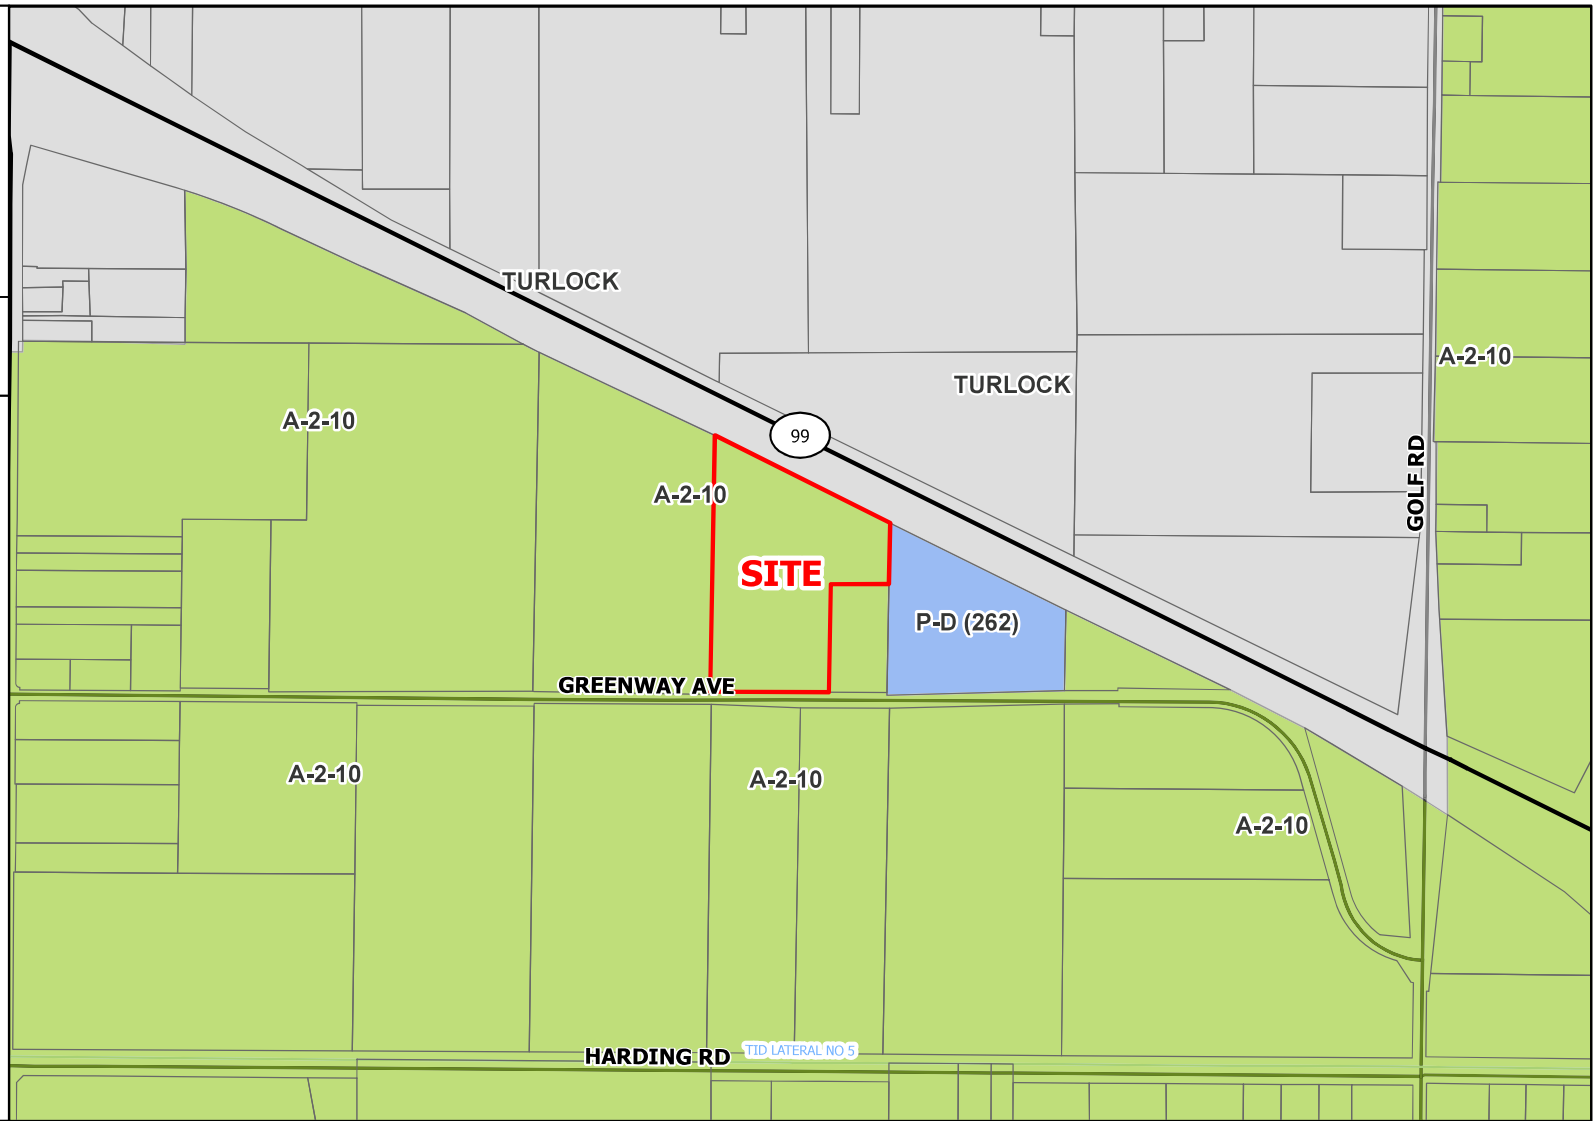 TURLOCK
A-2-10
TURLOCK
A-2-10
99
GOLF RD
A-2-10
SITE
P-D (262)
GREENWAY AVE
A-2-10
A-2-10
A-2-10
HARDING RD
TID LATERAL NO 5